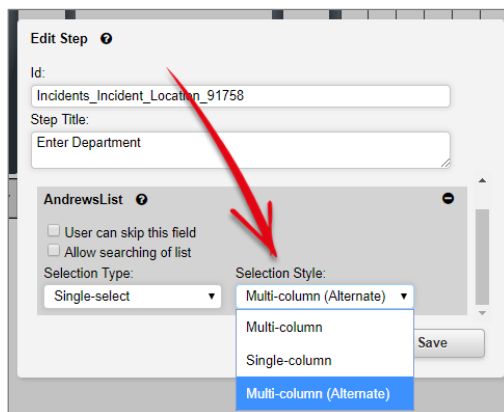 Edit Step
Id:
Incidents_Incident_Location_91758
Step Title:
Enter Department
AndrewsList
User can skip this field
Allow searching of list
Selection Type: Selection Style:
Single-select Multi-column (Alternate)
Multi-column
Single-column
Save
Multi-column (Alternate)